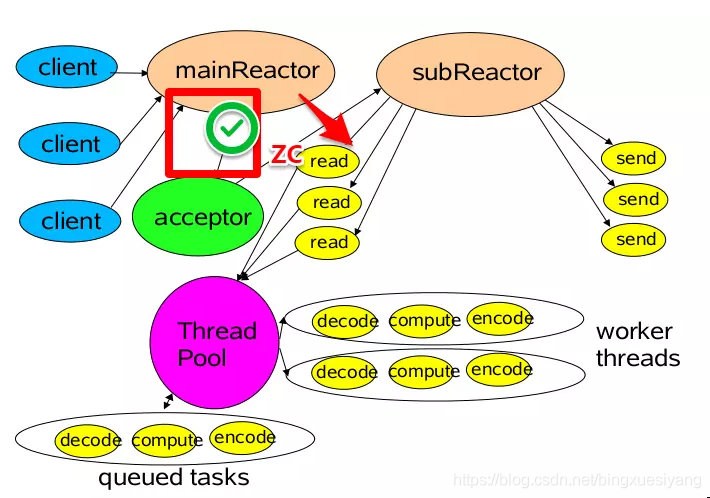 client
mainReactor
subReactor
client
ZC
read
send
acceptor
read
send
client
read
send
Thread
Pool
decode compute encode
worker
threads
decode compute encode
decode compute encode
queued tasks
https://blog.csdn.net/bingxuesiyang